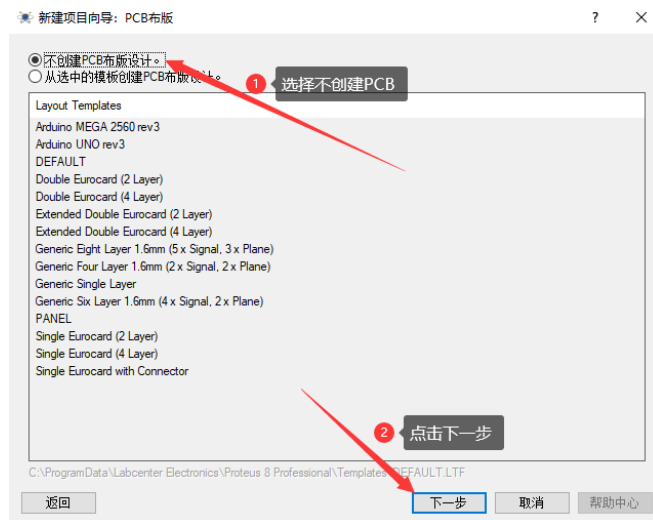 新建项目向导：PCB布版
? ×
不创建PCB布版设计。
从选中的模板创建PCB布版设计。
1 选择不创建PCB
Layout Templates
Arduino MEGA 2560 rev3
Arduino UNO rev3
DEFAULT
Double Eurocard (2 Layer)
Double Eurocard (4 Layer)
Extended Double Eurocard (2 Layer)
Extended Double Eurocard (4 Layer)
Generic Eight Layer 1.6mm (5 x Signal, 3 x Plane)
Generic Four Layer 1.6mm (2 x Signal, 2 x Plane)
Generic Single Layer
Generic Six Layer 1.6mm (4 x Signal, 2 x Plane)
PANEL
Single Eurocard (2 Layer)
Single Eurocard (4 Layer)
Single Eurocard with Connector
2 点击下一步
C:\ProgramData\Labcenter Electronics\Proteus 8 Professional\Templates\DEFAULT.LTF
返回 下一步 取消 帮助中心